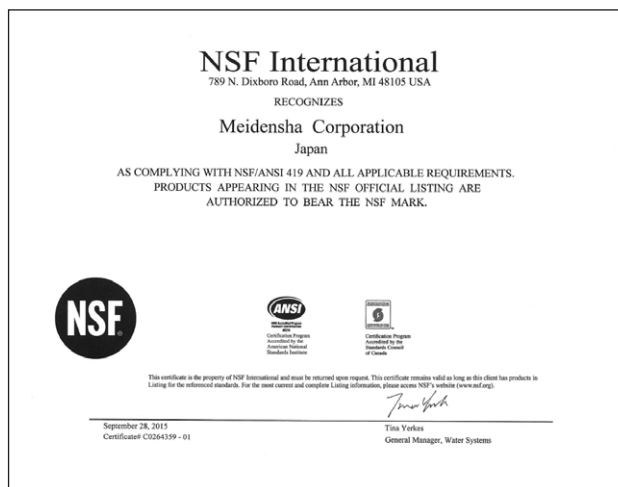 NSF International
789 N. Dixboro Road, Ann Arbor, MI 48105 USA
RECOGNIZES
Meidensha Corporation
Japan
AS COMPLYING WITH NSF/ANSI 419 AND ALL APPLICABLE REQUIREMENTS.
PRODUCTS APPEARING IN THE NSF OFFICIAL LISTING ARE
AUTHORIZED TO BEAR THE NSF MARK.
NSF
ANSI
Certification Program
Accredited by the
American National
Standards Institute
Certification Program
Accredited by the
Standards Council
of Canada
This certificate is the property of NSF International and must be returned upon request. This certificate remains valid as long as this client has products in
Listing for the referenced standards. For the most current and complete Listing information, please access NSF's website (www.nsf.org).
September 28, 2015
Certificate# C0264359 - 01
Tina Yerkes
General Manager, Water Systems